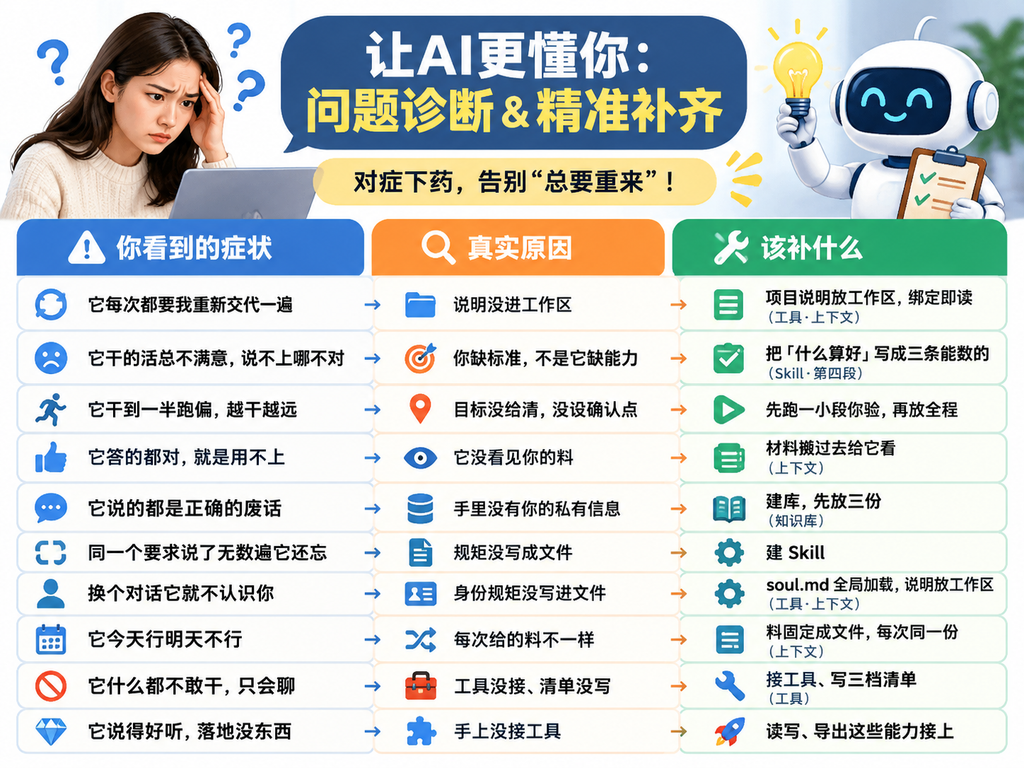 让AI更懂你：
问题诊断&精准补齐
对症下药，告别“总要重来”！
你看到的症状
真实原因
该补什么
它每次都要我重新交代一遍
说明没进工作区
项目说明放工作区，绑定即读
（工具·上下文）
它干的活总不满意，说不上哪不对
你缺标准，不是它缺能力
把「什么算好」写成三条能数的
（Skill·第四段）
它干到一半跑偏，越干越远
目标没给清，没设确认点
先跑一小段你验，再放全程
它答的都对，就是用不上
它没看见你的料
材料搬过去给它看
（上下文）
它说的都是正确的废话
手里没有你的私有信息
建库，先放三份
（知识库）
同一个要求说了无数遍它还忘
规矩没写成文件
建 Skill
换个对话它就不认识你
身份规矩没写进文件
soul.md 全局加载，说明放工作区
（工具·上下文）
它今天行明天不行
每次给的料不一样
料固定成文件，每次同一份
（上下文）
它什么都不敢干，只会聊
工具没接、清单没写
接工具、写三档清单
（工具）
它说得好听，落地没东西
手上没接工具
读写、导出这些能力接上